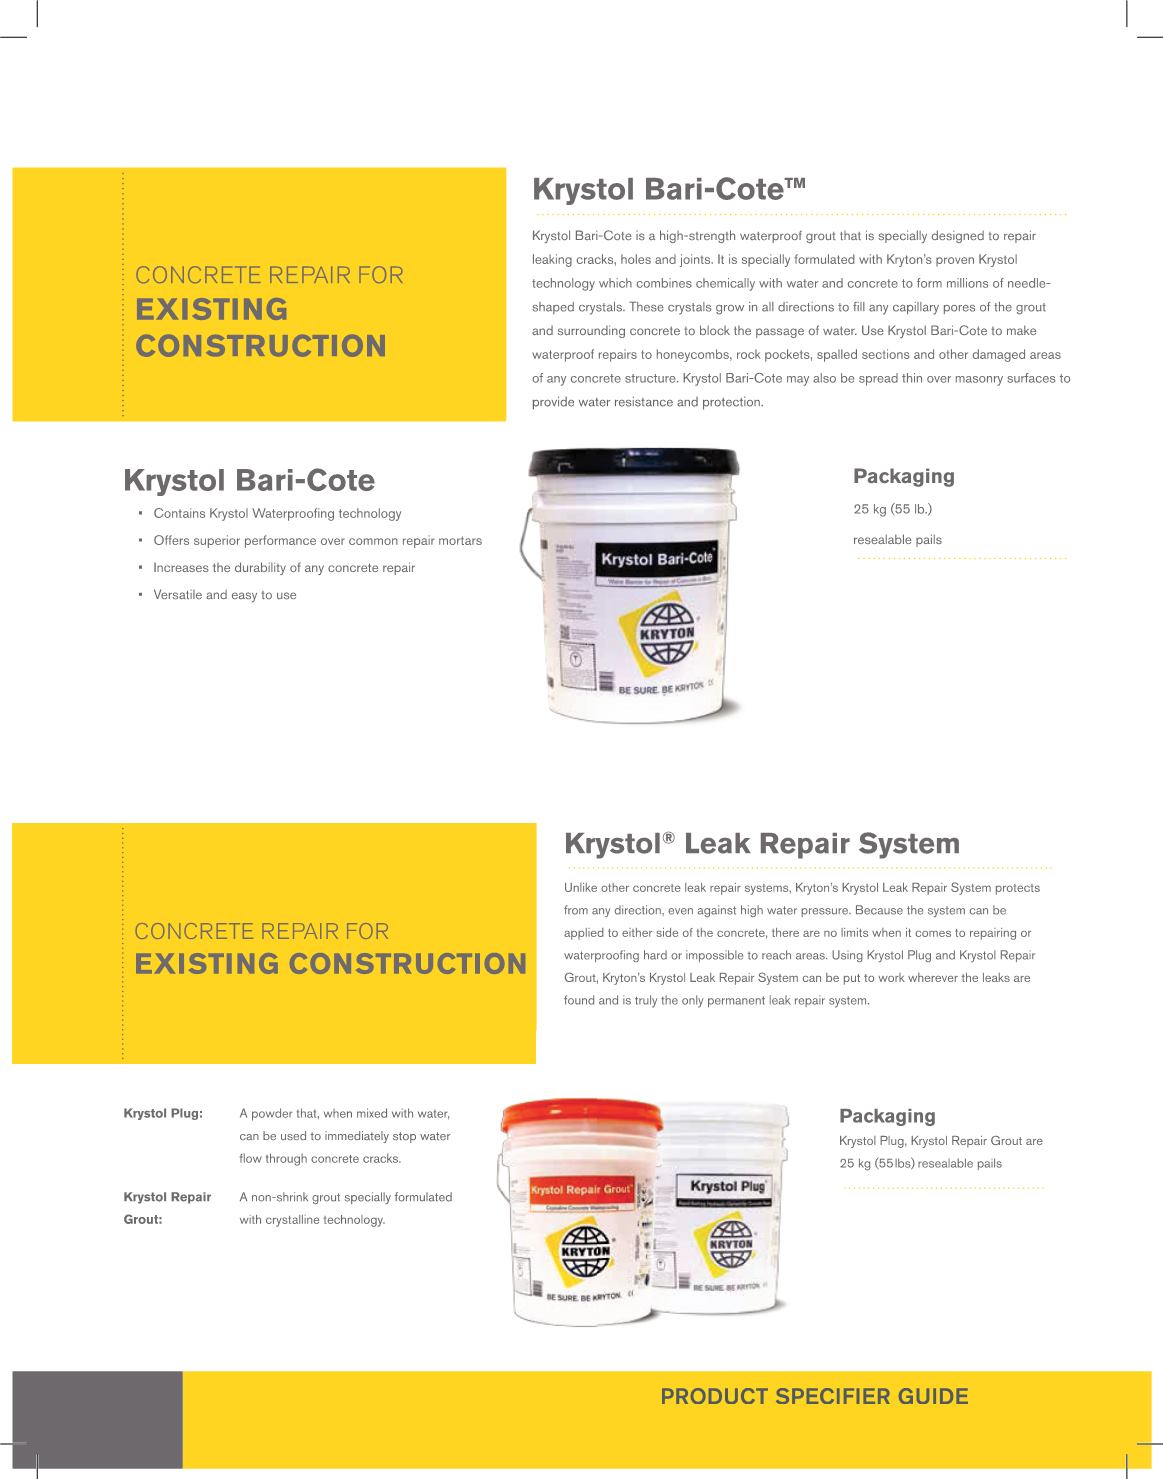 CONCRETE REPAIR FOR
EXISTING
CONSTRUCTION
Krystol Bari-Cote™
Krystol Bari-Cote is a high-strength waterproof grout that is specially designed to repair
leaking cracks, holes and joints. It is specially formulated with Kryton's proven Krystol
technology which combines chemically with water and concrete to form millions of needle-
shaped crystals. These crystals grow in all directions to fill any capillary pores of the grout
and surrounding concrete to block the passage of water. Use Krystol Bari-Cote to make
waterproof repairs to honeycombs, rock pockets, spalled sections and other damaged areas
of any concrete structure. Krystol Bari-Cote may also be spread thin over masonry surfaces to
provide water resistance and protection.
Krystol Bari-Cote
▪ Contains Krystol Waterproofing technology
▪ Offers superior performance over common repair mortars
▪ Increases the durability of any concrete repair
▪ Versatile and easy to use
Krystol Bari-Cote™
KRYTON
BE SURE. BE KRYTON.
Packaging
25 kg (55 lb.)
resealable pails
CONCRETE REPAIR FOR
EXISTING CONSTRUCTION
Krystol® Leak Repair System
Unlike other concrete leak repair systems, Kryton's Krystol Leak Repair System protects
from any direction, even against high water pressure. Because the system can be
applied to either side of the concrete, there are no limits when it comes to repairing or
waterproofing hard or impossible to reach areas. Using Krystol Plug and Krystol Repair
Grout, Kryton's Krystol Leak Repair System can be put to work wherever the leaks are
found and is truly the only permanent leak repair system.
Krystol Plug:
A powder that, when mixed with water,
can be used to immediately stop water
flow through concrete cracks.
Krystol Repair
Grout:
A non-shrink grout specially formulated
with crystalline technology.
Krystol Repair Grout™
Crystalline Concrete Waterproofing
KRYTON
BE SURE. BE KRYTON.
Krystol Plug™
KRYTON
BE SURE. BE KRYTON.
Packaging
Krystol Plug, Krystol Repair Grout are
25 kg (55lbs) resealable pails
PRODUCT SPECIFIER GUIDE